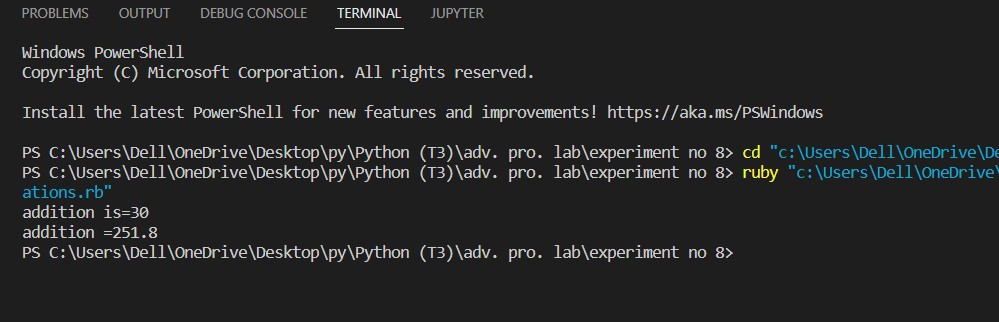 PROBLEMS OUTPUT DEBUG CONSOLE TERMINAL JUPYTER
Windows PowerShell
Copyright (C) Microsoft Corporation. All rights reserved.
Install the latest PowerShell for new features and improvements! https://aka.ms/PSWindows
PS C:\Users\Dell\OneDrive\Desktop\py\Python (T3)\adv. pro. lab\experiment no 8> cd "c:\Users\Dell\OneDrive\De
PS C:\Users\Dell\OneDrive\Desktop\py\Python (T3)\adv. pro. lab\experiment no 8> ruby "c:\Users\Dell\OneDrive\
ations.rb"
addition is=30
addition =251.8
PS C:\Users\Dell\OneDrive\Desktop\py\Python (T3)\adv. pro. lab\experiment no 8>